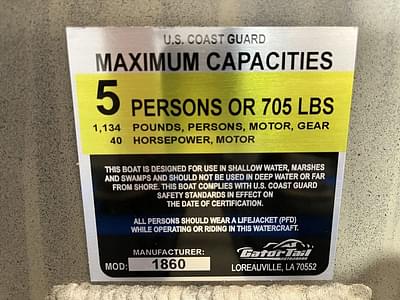 U.S. COAST GUARD
MAXIMUM CAPACITIES
5 PERSONS OR 705 LBS
1,134 POUNDS, PERSONS, MOTOR, GEAR
40 HORSEPOWER, MOTOR
THIS BOAT IS DESIGNED FOR USE IN SHALLOW WATER, MARSHES
AND SWAMPS AND SHOULD NOT BE USED IN DEEP WATER OR FAR
FROM SHORE. THIS BOAT COMPLIES WITH U.S. COAST GUARD
SAFETY STANDARDS IN EFFECT ON
THE DATE OF CERTIFICATION.
ALL PERSONS SHOULD WEAR A LIFEJACKET (PFD)
WHILE OPERATING OR RIDING IN THIS WATERCRAFT.
MANUFACTURER:
MOD: 1860
GatorTail
LOREAUVILLE, LA 70552